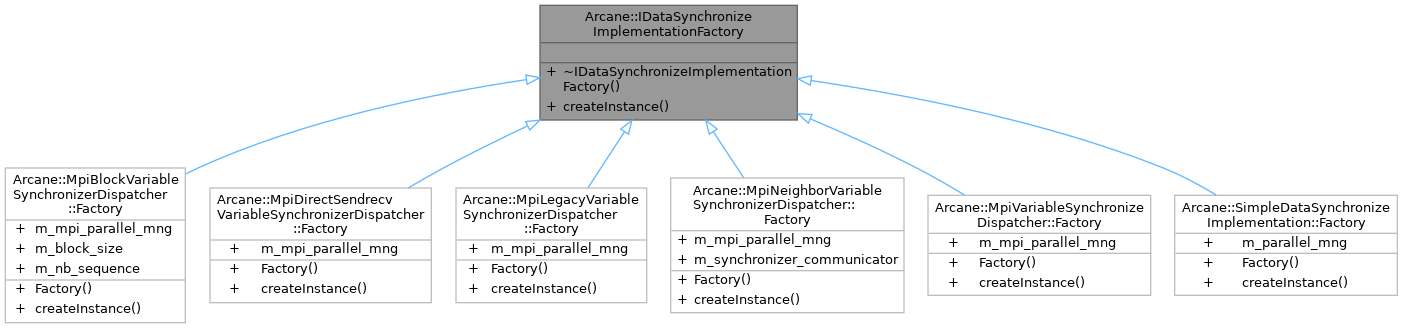 Arcane::IDataSynchronize
ImplementationFactory
+ ~IDataSynchronizeImplementation
Factory()
+ createInstance()
Arcane::MpiBlockVariable
SynchronizerDispatcher
::Factory
+ m_mpi_parallel_mng
+ m_block_size
+ m_nb_sequence
+ Factory()
+ createInstance()
Arcane::MpiDirectSendrecv
VariableSynchronizerDispatcher
::Factory
+ m_mpi_parallel_mng
+ Factory()
+ createInstance()
Arcane::MpiLegacyVariable
SynchronizerDispatcher
::Factory
+ m_mpi_parallel_mng
+ Factory()
+ createInstance()
Arcane::MpiNeighborVariable
SynchronizerDispatcher::
Factory
+ m_mpi_parallel_mng
+ m_synchronizer_communicator
+ Factory()
+ createInstance()
Arcane::MpiVariableSynchronize
Dispatcher::Factory
+ m_mpi_parallel_mng
+ Factory()
+ createInstance()
Arcane::SimpleDataSynchronize
Implementation::Factory
+ m_parallel_mng
+ Factory()
+ createInstance()